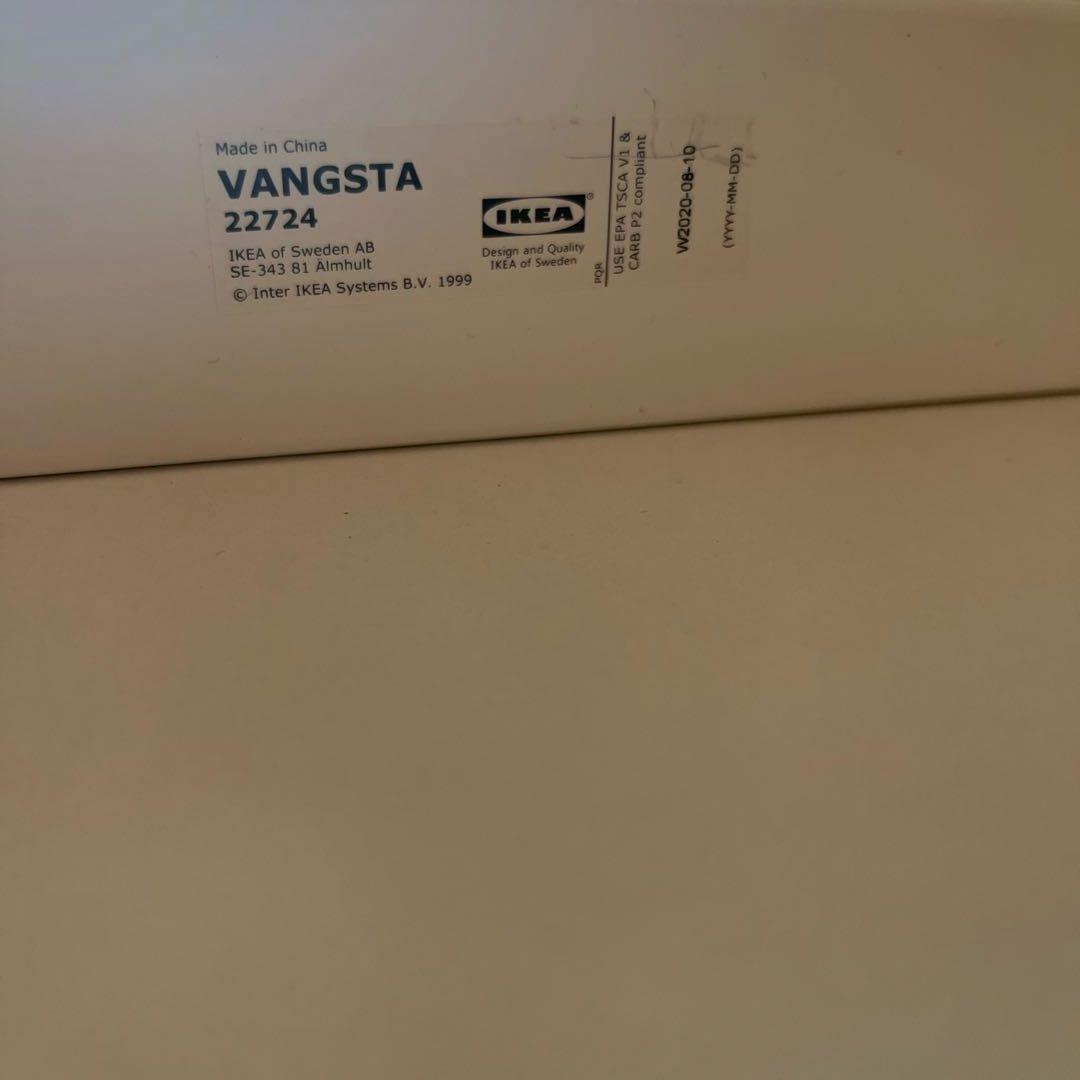 Made in China
VANGSTA
22724
IKEA of Sweden AB
SE-343 81 Älmhult
© Inter IKEA Systems B.V. 1999
IKEA®
Design and Quality
IKEA of Sweden
PQR
USE EPA TSCA V1 &
CARB P2 compliant
W2020-08-10
(YYYY-MM-DD)